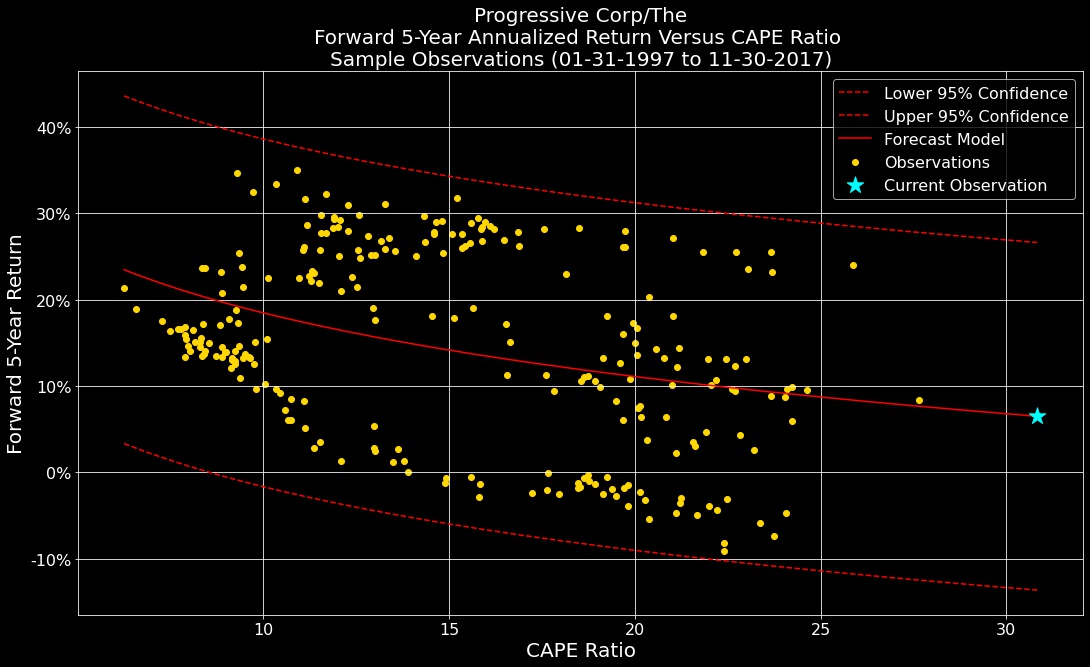 Progressive Corp/The
Forward 5-Year Annualized Return Versus CAPE Ratio
Sample Observations (01-31-1997 to 11-30-2017)
Lower 95% Confidence
Upper 95% Confidence
Forecast Model
Observations
Current Observation
Forward 5-Year Return
40%
30%
20%
10%
0%
-10%
10 15 20 25 30
CAPE Ratio